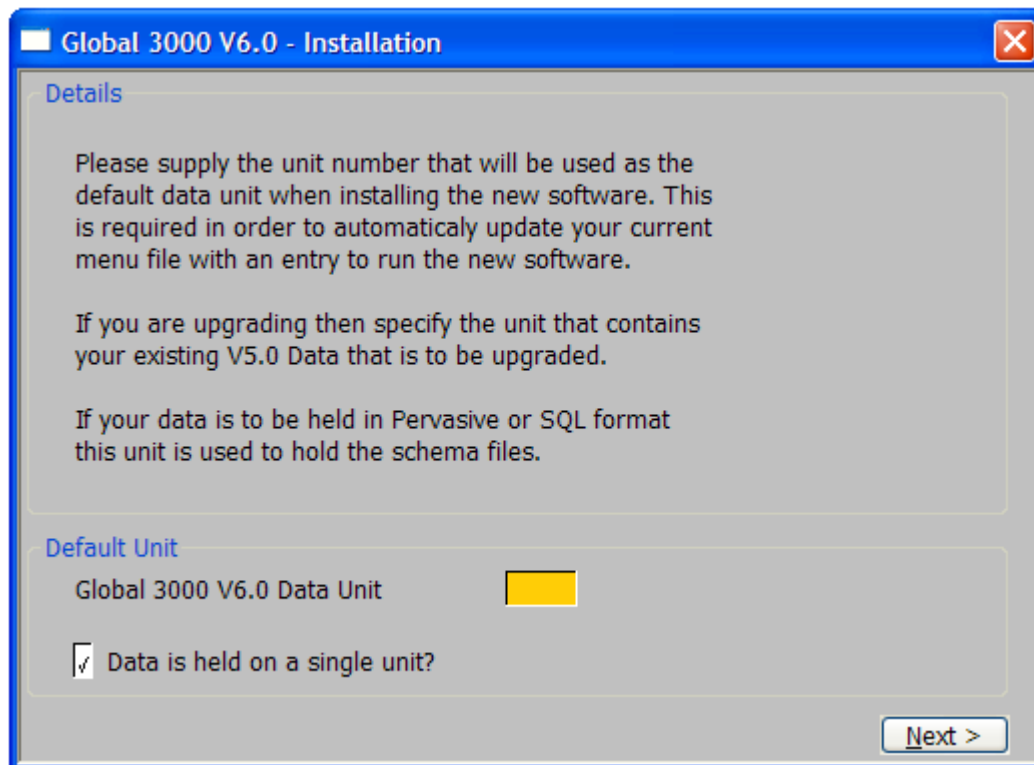 Global 3000 V6.0 - Installation
Details
Please supply the unit number that will be used as the
default data unit when installing the new software. This
is required in order to automaticaly update your current
menu file with an entry to run the new software.
If you are upgrading then specify the unit that contains
your existing V5.0 Data that is to be upgraded.
If your data is to be held in Pervasive or SQL format
this unit is used to hold the schema files.
Default Unit
Global 3000 V6.0 Data Unit
Data is held on a single unit?
Next >